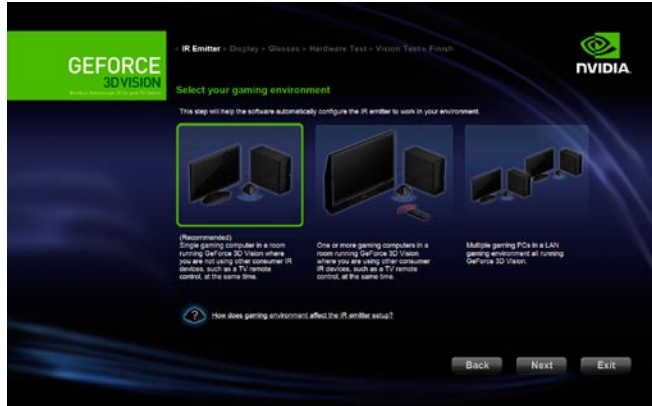 GEFORCE
3D VISION
IR Emitter > Display > Glasses > Hardware Test > Vision Test > Finish
NVIDIA.
Select your gaming environment
This step will help the software automatically configure the IR emitter to work in your environment.
(Recommended)
Single gaming computer in a room
running GeForce 3D Vision where
you are not using other consumer IR
devices, such as a TV remote
control, at the same time.
One or more gaming computers in a
room running GeForce 3D Vision
where you are using other consumer
IR devices, such as a TV remote
control, at the same time.
Multiple gaming PCs in a LAN
gaming environment all running
GeForce 3D Vision.
? How does gaming environment affect the IR emitter setup?
Back Next Exit